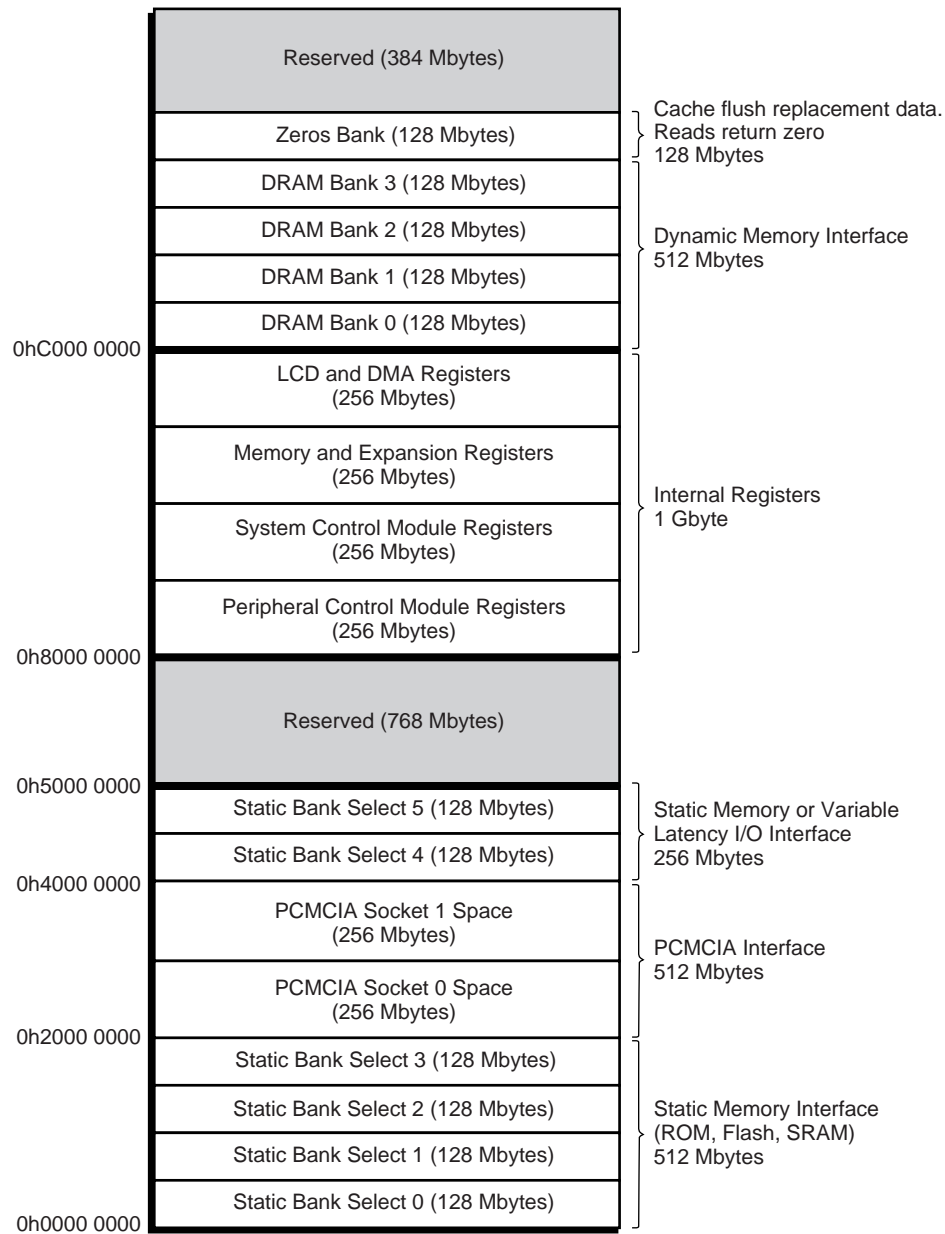 Reserved (384 Mbytes)
Zeros Bank (128 Mbytes)
Cache flush replacement data.
Reads return zero
128 Mbytes
DRAM Bank 3 (128 Mbytes)
DRAM Bank 2 (128 Mbytes)
DRAM Bank 1 (128 Mbytes)
DRAM Bank 0 (128 Mbytes)
Dynamic Memory Interface
512 Mbytes
0hC000 0000
LCD and DMA Registers
(256 Mbytes)
Memory and Expansion Registers
(256 Mbytes)
System Control Module Registers
(256 Mbytes)
Peripheral Control Module Registers
(256 Mbytes)
Internal Registers
1 Gbyte
0h8000 0000
Reserved (768 Mbytes)
0h5000 0000
Static Bank Select 5 (128 Mbytes)
Static Bank Select 4 (128 Mbytes)
Static Memory or Variable
Latency I/O Interface
256 Mbytes
0h4000 0000
PCMCIA Socket 1 Space
(256 Mbytes)
PCMCIA Socket 0 Space
(256 Mbytes)
PCMCIA Interface
512 Mbytes
0h2000 0000
Static Bank Select 3 (128 Mbytes)
Static Bank Select 2 (128 Mbytes)
Static Bank Select 1 (128 Mbytes)
Static Bank Select 0 (128 Mbytes)
Static Memory Interface
(ROM, Flash, SRAM)
512 Mbytes
0h0000 0000